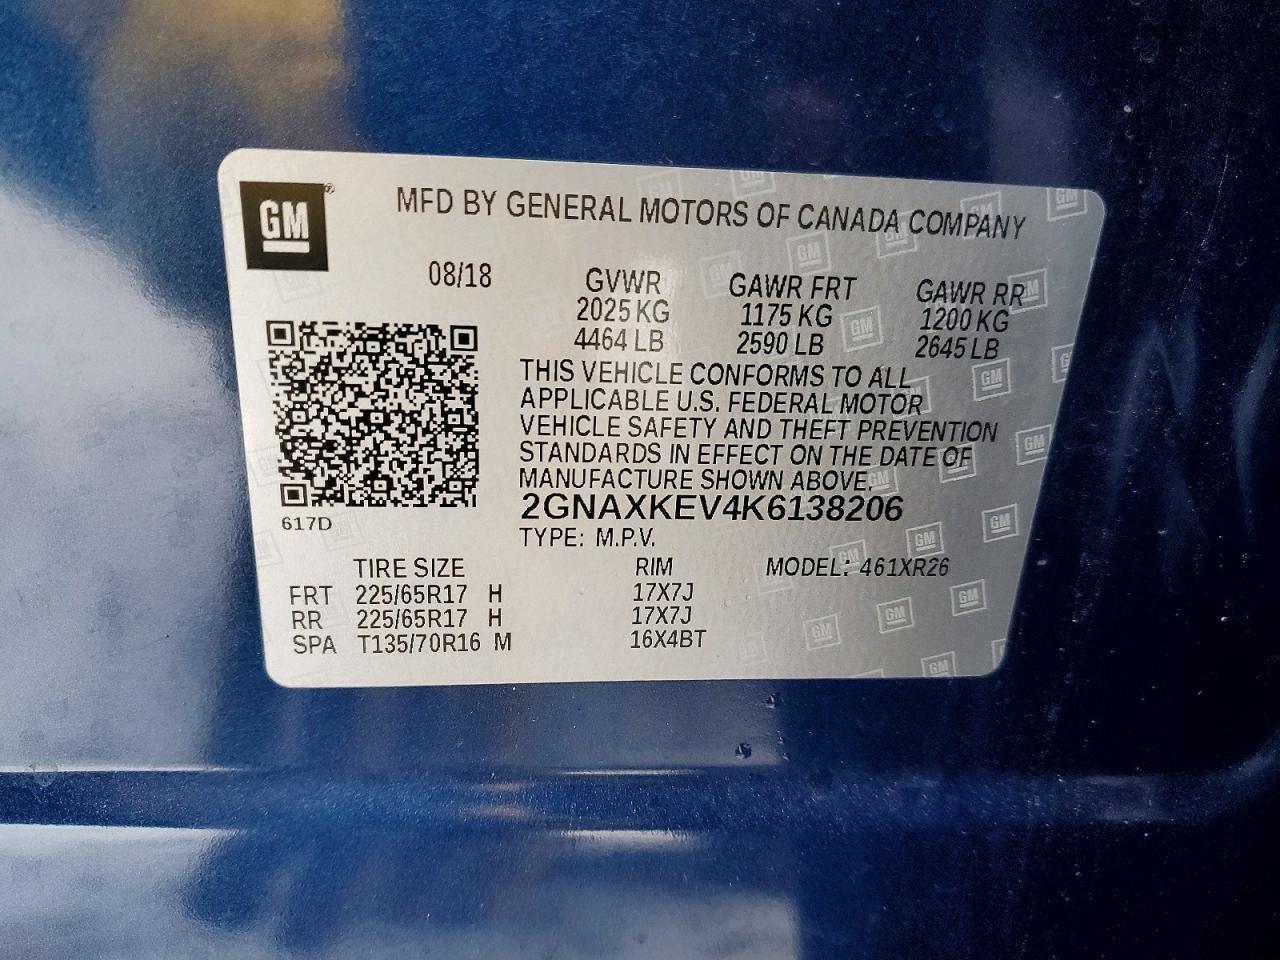 GM
MFD BY GENERAL MOTORS OF CANADA COMPANY
08/18
GVWR GAWR FRT GAWR RR
2025 KG 1175 KG 1200 KG
4464 LB 2590 LB 2645 LB
THIS VEHICLE CONFORMS TO ALL
APPLICABLE U.S. FEDERAL MOTOR
VEHICLE SAFETY AND THEFT PREVENTION
STANDARDS IN EFFECT ON THE DATE OF
MANUFACTURE SHOWN ABOVE.
2GNAXKEV4K6138206
617D
TYPE: M.P.V.
TIRE SIZE RIM MODEL: 461XR26
FRT 225/65R17 H 17X7J
RR 225/65R17 H 17X7J
SPA T135/70R16 M 16X4BT